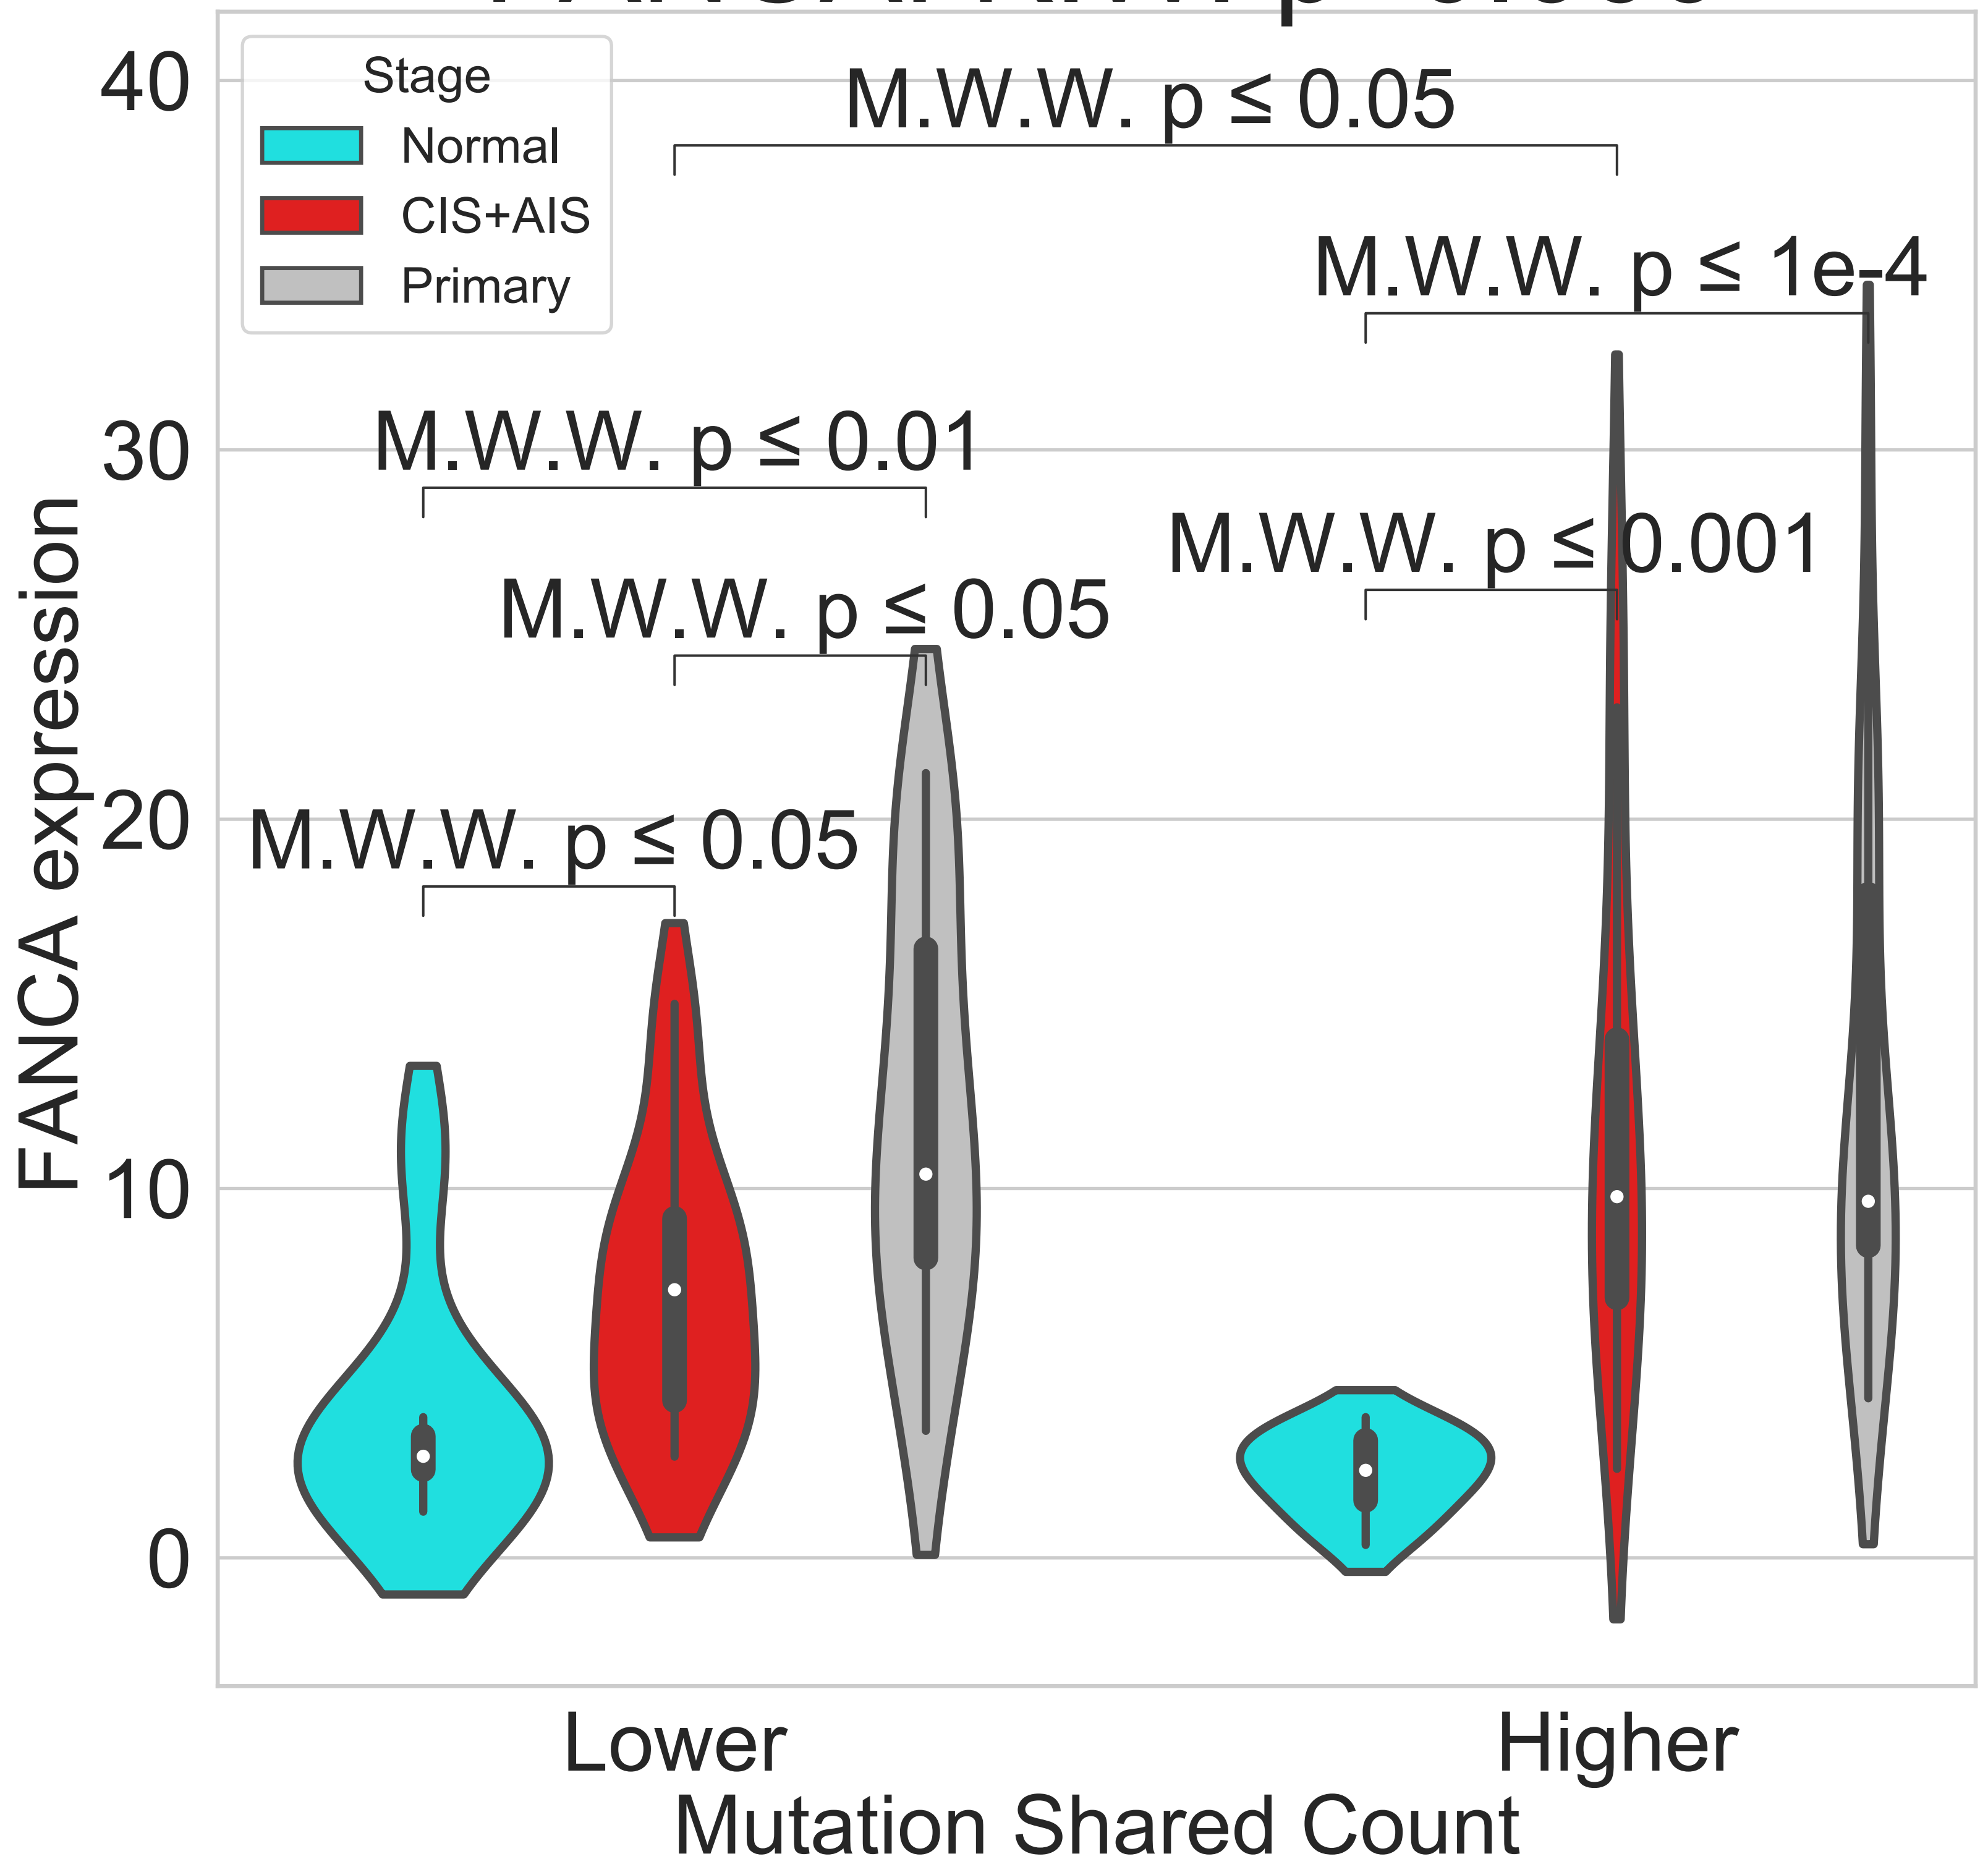 Stage
Normal
CIS+AIS
Primary
M.W.W. p ≤ 0.05
M.W.W. p ≤ 1e-4
M.W.W. p ≤ 0.01
M.W.W. p ≤ 0.001
M.W.W. p ≤ 0.05
M.W.W. p ≤ 0.05
40
30
20
10
0
FANCA expression
Lower
Higher
Mutation Shared Count